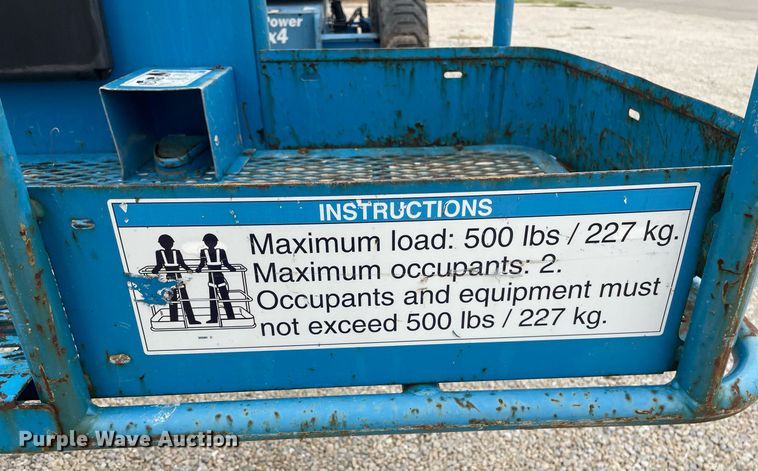 Power
x4
INSTRUCTIONS
Maximum load: 500 lbs / 227 kg.
Maximum occupants: 2.
Occupants and equipment must
not exceed 500 lbs / 227 kg.
Purple Wave Auction